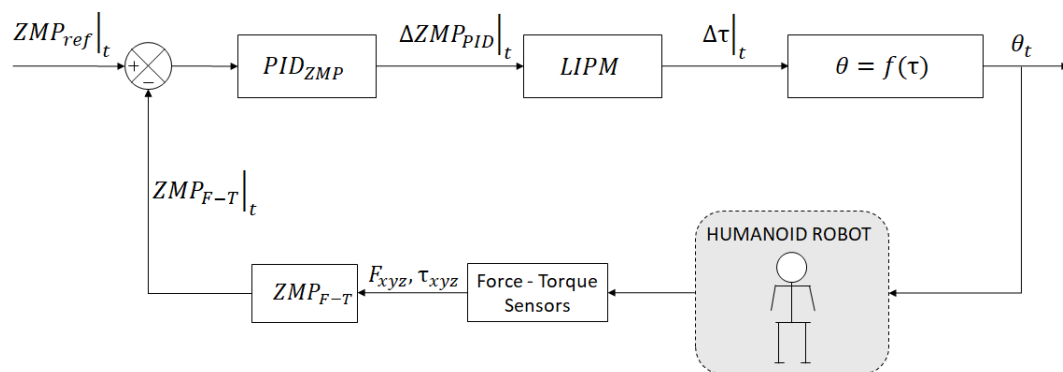 ZMP_ref|_t
+
−
PID_ZMP
ΔZMP_PID|_t
LIPM
Δτ|_t
θ = f(τ)
θ_t
ZMP_F−T|_t
HUMANOID ROBOT
ZMP_F−T
F_xyz, τ_xyz
Force - Torque
Sensors